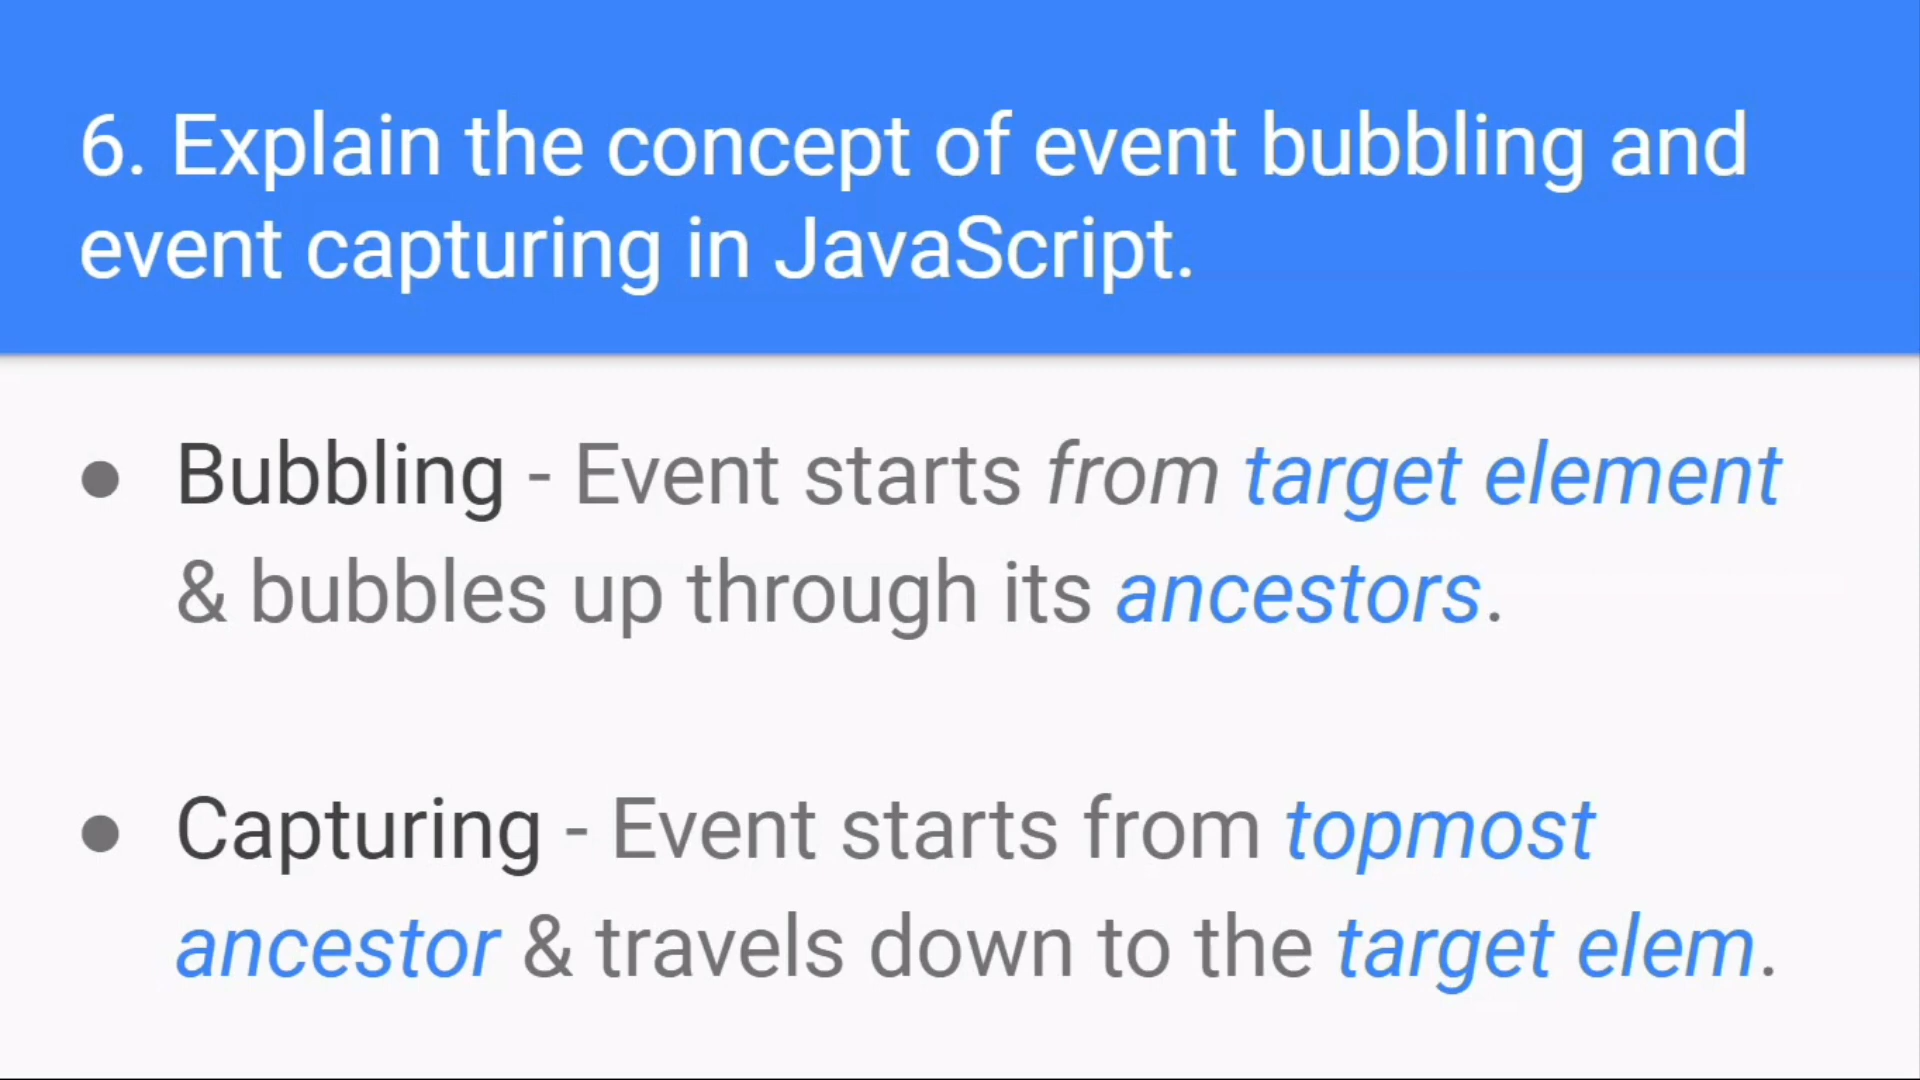 6. Explain the concept of event bubbling and
event capturing in JavaScript.
● Bubbling - Event starts from target element
& bubbles up through its ancestors.
● Capturing - Event starts from topmost
ancestor & travels down to the target elem.